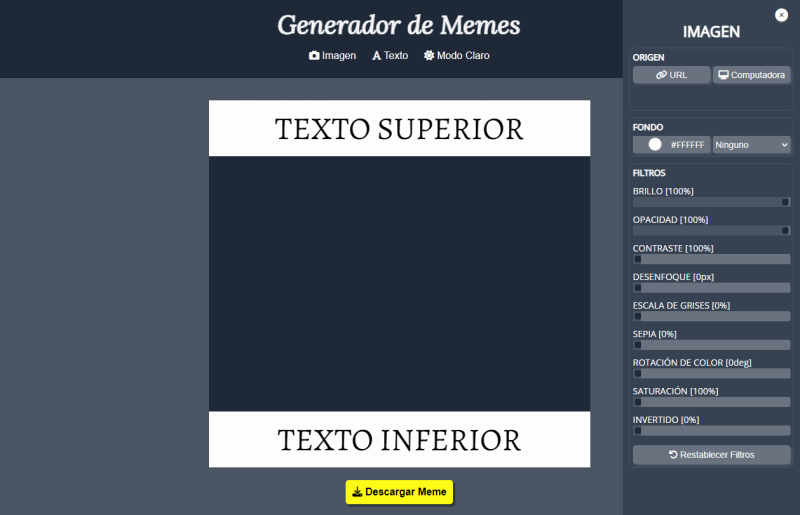 Generador de Memes
Imagen Texto Modo Claro
TEXTO SUPERIOR
TEXTO INFERIOR
Descargar Meme
IMAGEN
ORIGEN
URL Computadora
FONDO
#FFFFFF Ninguno
FILTROS
BRILLO [100%]
OPACIDAD [100%]
CONTRASTE [100%]
DESENFOQUE [0px]
ESCALA DE GRISES [0%]
SEPIA [0%]
ROTACIÓN DE COLOR [0deg]
SATURACIÓN [100%]
INVERTIDO [0%]
Restablecer Filtros